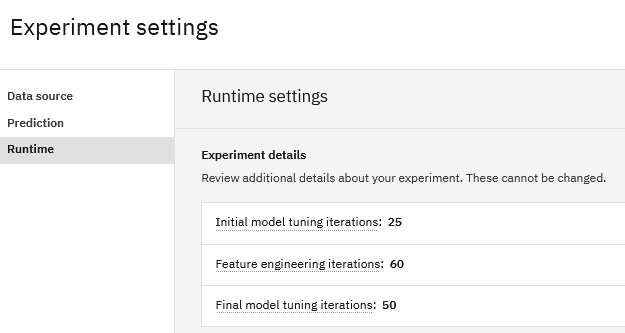 Experiment settings
Data source
Prediction
Runtime
Runtime settings
Experiment details
Review additional details about your experiment. These cannot be changed.
Initial model tuning iterations: 25
Feature engineering iterations: 60
Final model tuning iterations: 50